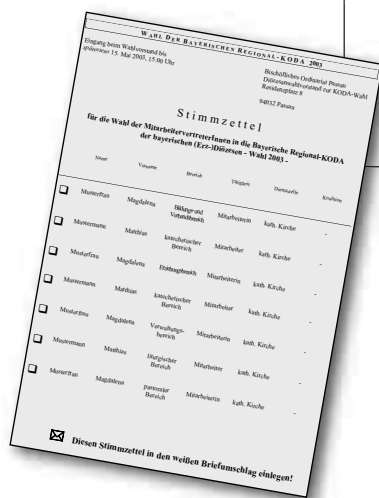 WAHL DER BAYERISCHEN REGIONAL-KODA 2003
Eingang beim Wahlvorstand bis
spätestens 15. Mai 2003, 15.00 Uhr
Bischöfliches Ordinariat Passau
Diözesanwahlvorstand zur KODA-Wahl
Residenzplatz 8
94032 Passau
Stimmzettel
für die Wahl der MitarbeitervertreterInnen in die Bayerische Regional-KODA
der bayerischen (Erz-)Diözesen - Wahl 2003 -
Name Vorname Bereich Tätigkeit Dienststelle
Musterfrau Magdalena Bildungs- und Verbandsbereich Mitarbeiterin kath. Kirche -
Mustermann Matthias katechetischer Bereich Mitarbeiter kath. Kirche -
Musterfrau Magdalena Erziehungsbereich Mitarbeiterin kath. Kirche -
Mustermann Matthias katechetischer Bereich Mitarbeiter kath. Kirche -
Musterfrau Magdalena Verwaltungs- bereich Mitarbeiterin kath. Kirche -
Mustermann Matthias liturgischer Bereich Mitarbeiter kath. Kirche -
Musterfrau Magdalena pastoraler Bereich Mitarbeiterin kath. Kirche -
Diesen Stimmzettel in den weißen Briefumschlag einlegen!